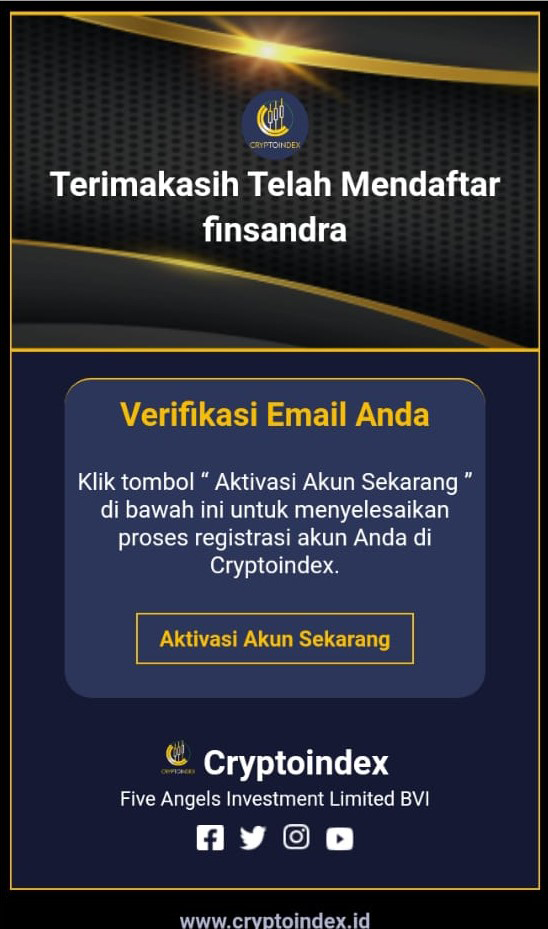 CRYPTOINDEX
Terimakasih Telah Mendaftar
finsandra
Verifikasi Email Anda
Klik tombol “ Aktivasi Akun Sekarang ”
di bawah ini untuk menyelesaikan
proses registrasi akun Anda di
Cryptoindex.
Aktivasi Akun Sekarang
CRYPTOINDEX
Cryptoindex
Five Angels Investment Limited BVI
www.cryptoindex.id